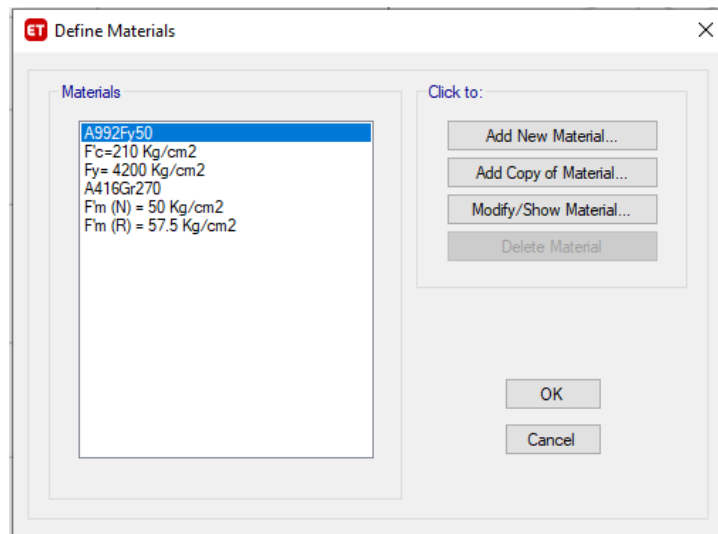 ET Define Materials
Materials
A992Fy50
F'c=210 Kg/cm2
Fy= 4200 Kg/cm2
A416Gr270
F'm (N) = 50 Kg/cm2
F'm (R) = 57.5 Kg/cm2
Click to:
Add New Material...
Add Copy of Material...
Modify/Show Material...
Delete Material
OK
Cancel